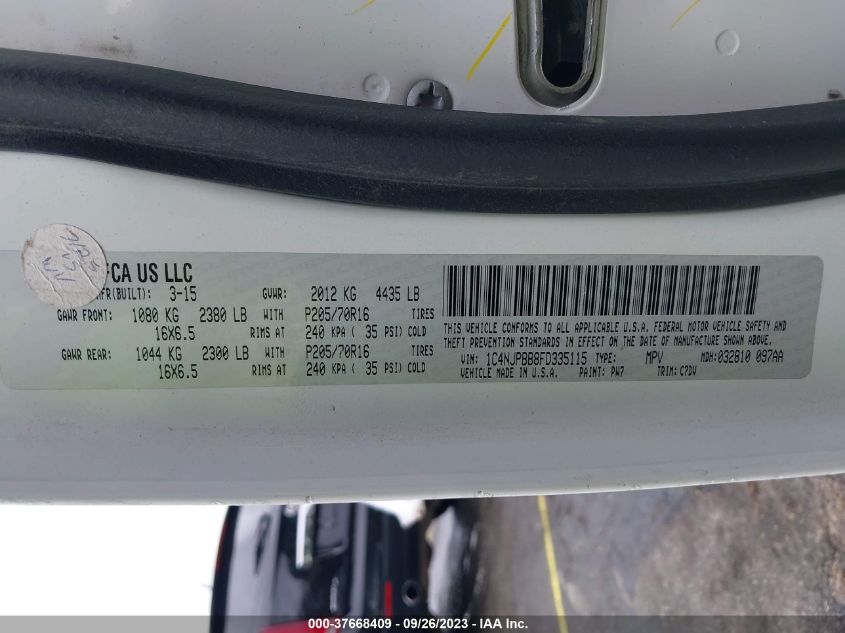 FCA US LLC
MFR(BUILT): 3-15 GVWR: 2012 KG 4435 LB
GAWR FRONT: 1080 KG 2380 LB WITH P205/70R16 TIRES
16X6.5 RIMS AT 240 KPA ( 35 PSI) COLD
GAWR REAR: 1044 KG 2300 LB WITH P205/70R16 TIRES
16X6.5 RIMS AT 240 KPA ( 35 PSI) COLD
THIS VEHICLE CONFORMS TO ALL APPLICABLE U.S.A. FEDERAL MOTOR VEHICLE SAFETY AND
THEFT PREVENTION STANDARDS IN EFFECT ON THE DATE OF MANUFACTURE SHOWN ABOVE.
VIN: 1C4NJPBB8FD335115 TYPE: MPV MDH:032810 097AA
VEHICLE MADE IN U.S.A. PAINT: PW7 TRIM: C7DV
000-37668409 - 09/26/2023 - IAA Inc.